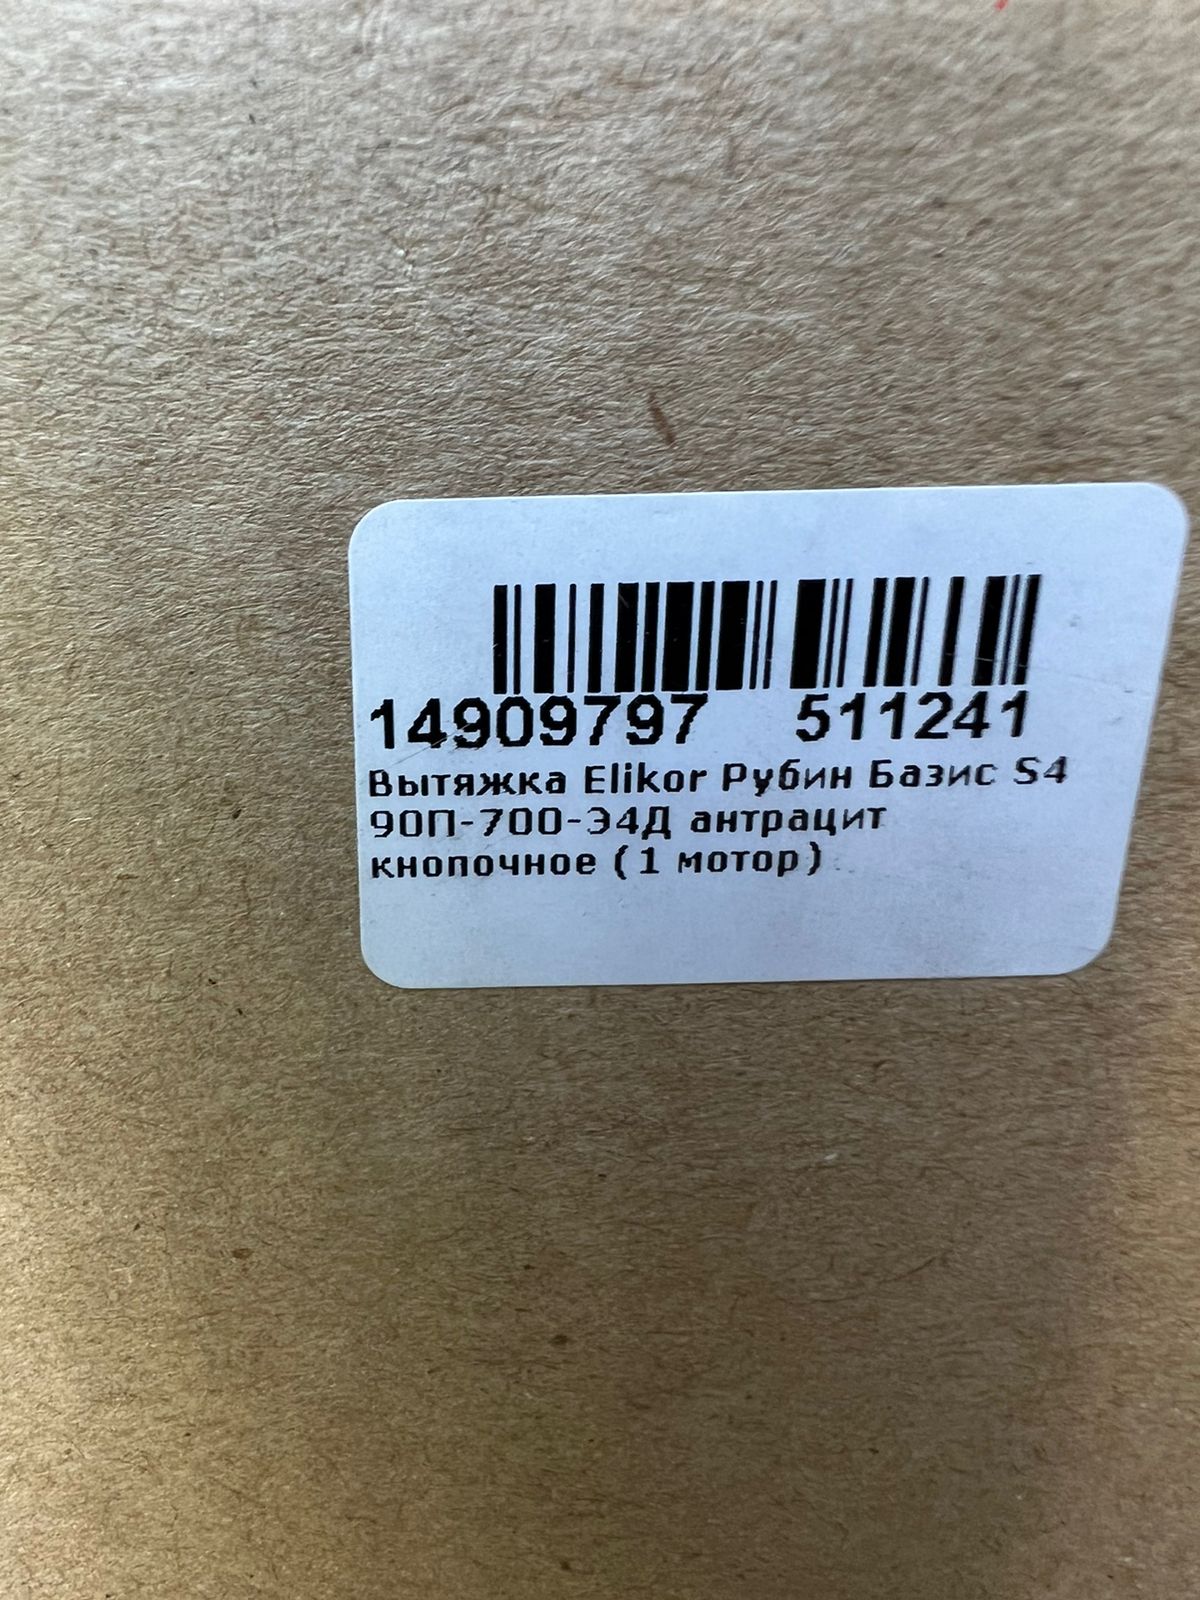 14909797 511241
Вытяжка Elikor Рубин Базис S4
90П-700-Э4Д антрацит
кнопочное (1 мотор)